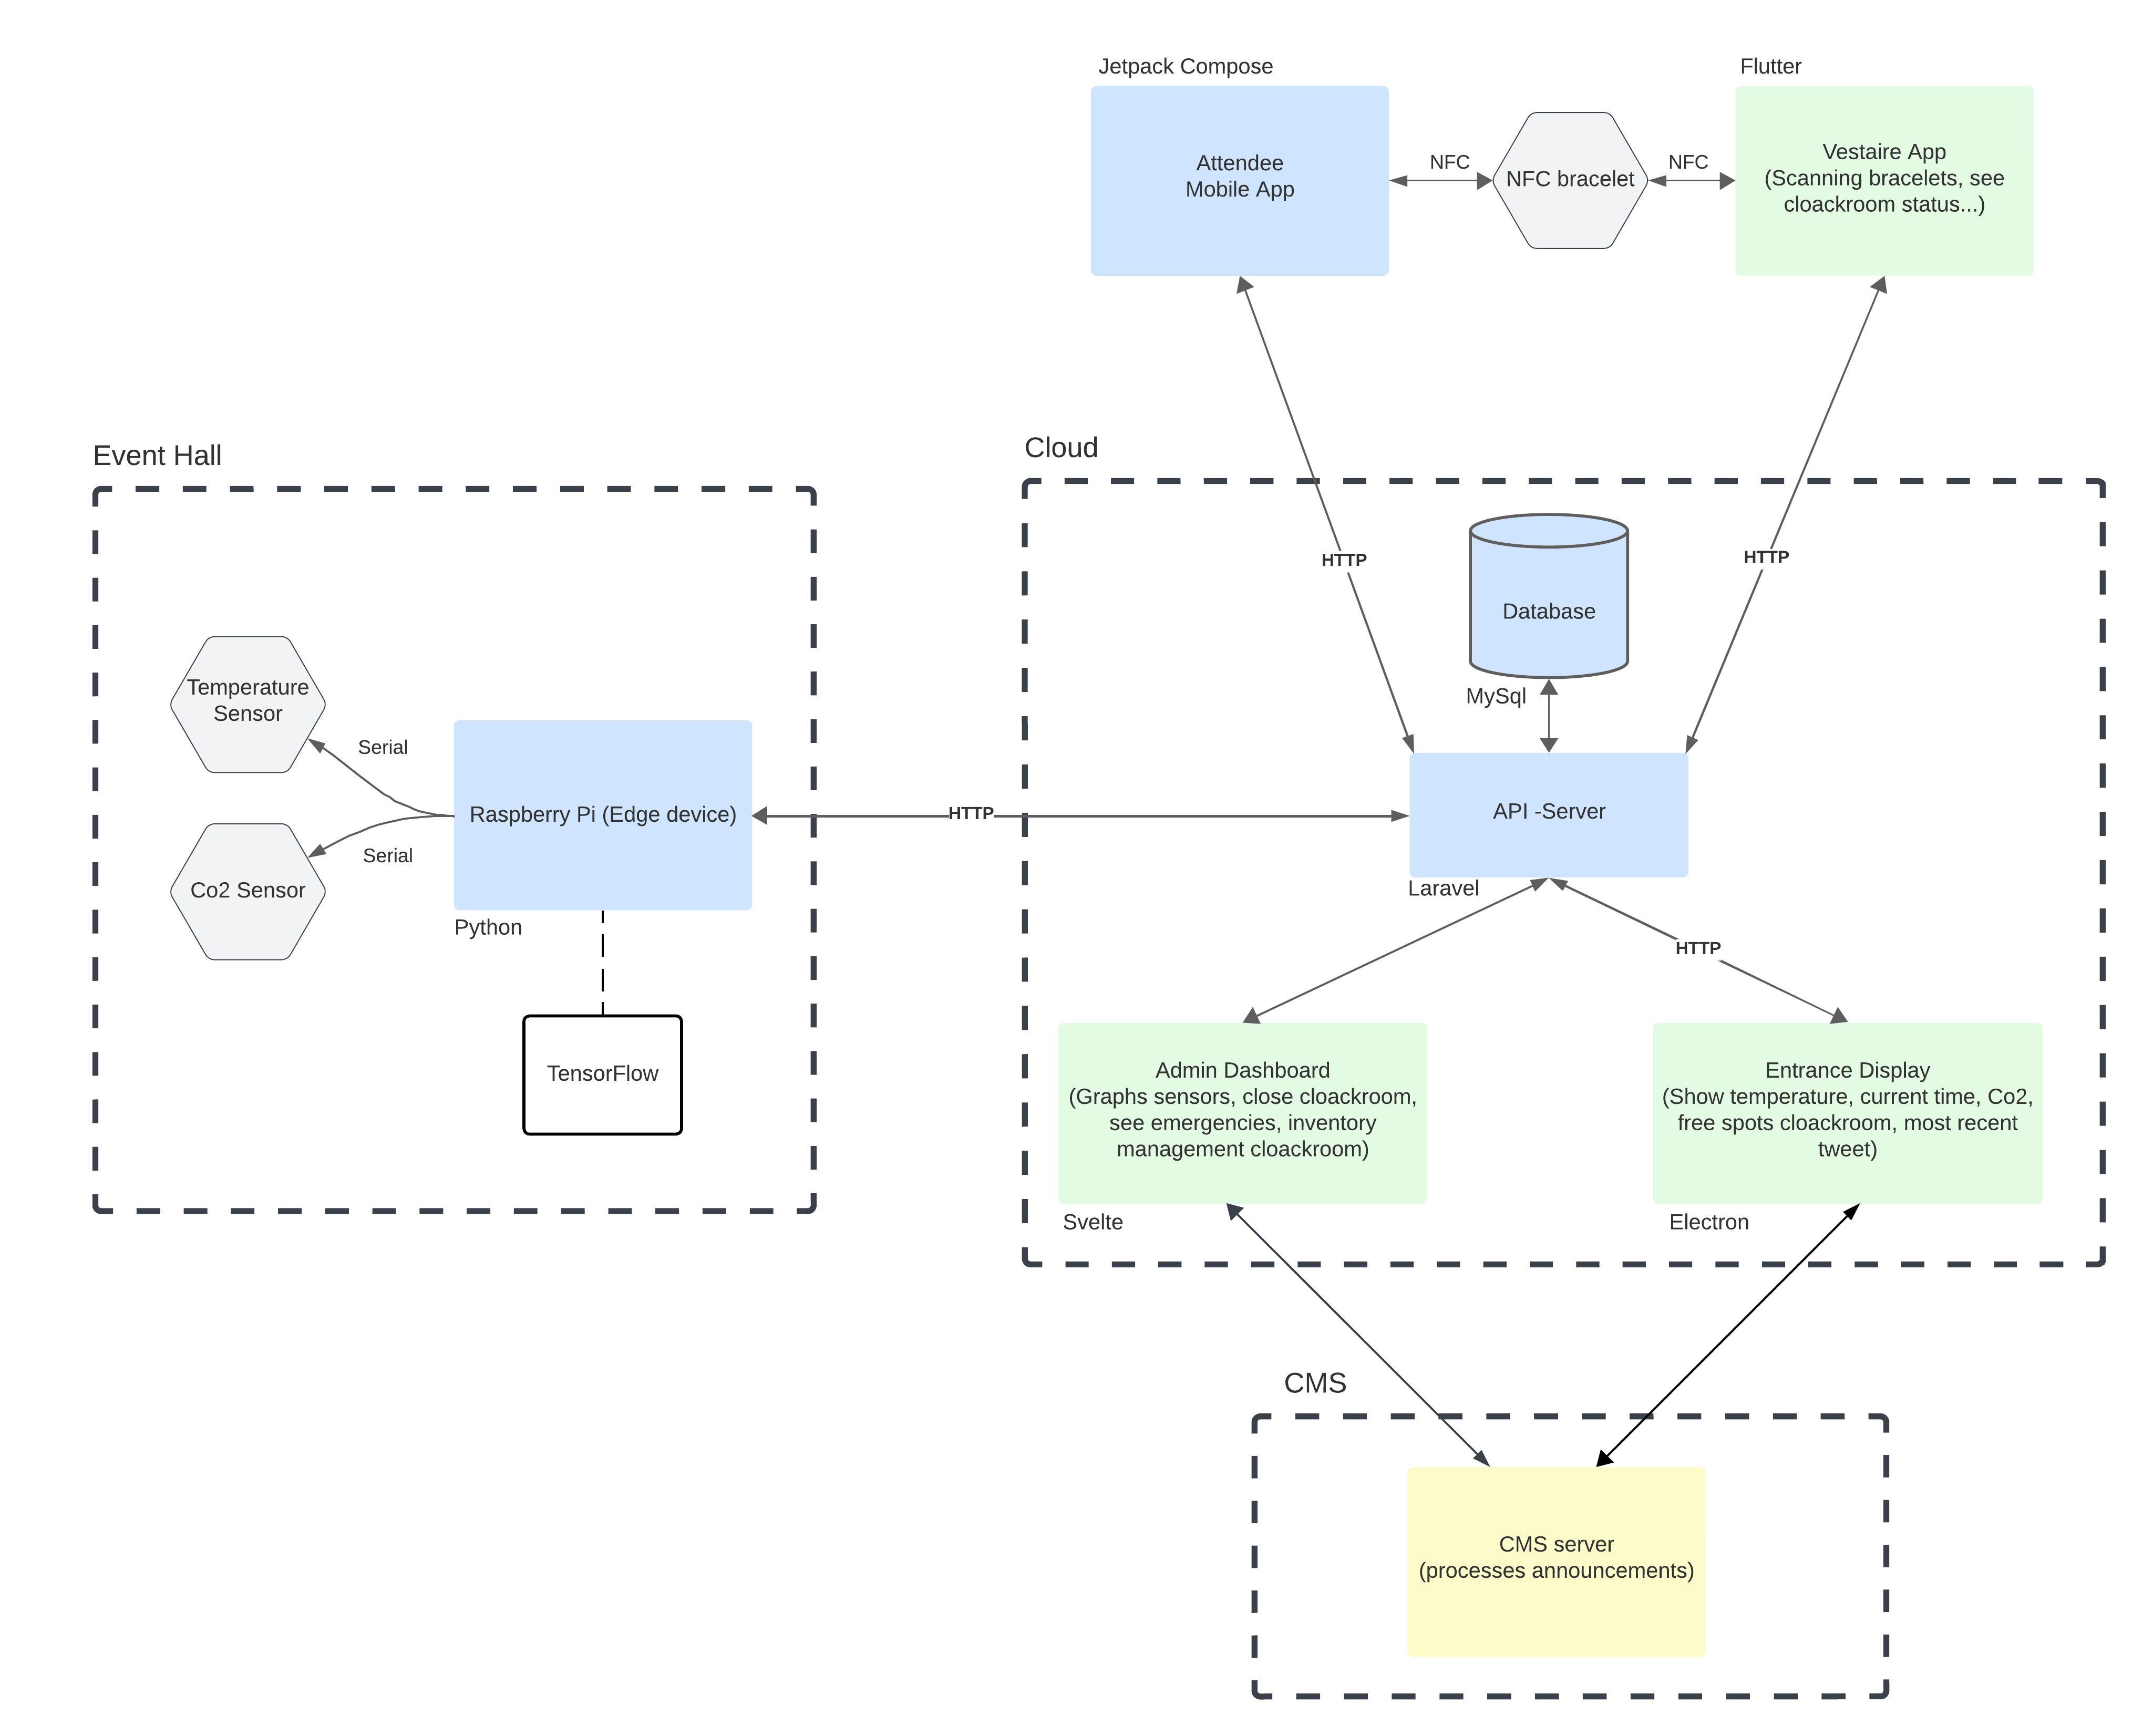 Jetpack Compose
Flutter
Attendee
Mobile App
NFC
NFC bracelet
NFC
Vestaire App
(Scanning bracelets, see
cloackroom status...)
Event Hall
Cloud
HTTP
HTTP
Database
MySql
Temperature
Sensor
Serial
Raspberry Pi (Edge device)
HTTP
API -Server
Serial
Co2 Sensor
Python
Laravel
HTTP
TensorFlow
Admin Dashboard
(Graphs sensors, close cloackroom,
see emergencies, inventory
management cloackroom)
Entrance Display
(Show temperature, current time, Co2,
free spots cloackroom, most recent
tweet)
Svelte
Electron
CMS
CMS server
(processes announcements)